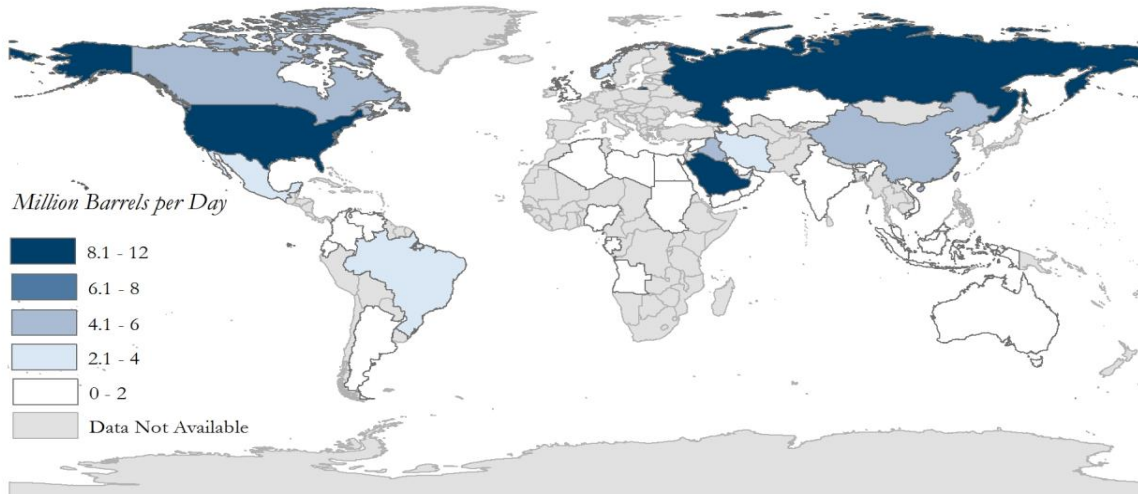 Million Barrels per Day
8.1 - 12
6.1 - 8
4.1 - 6
2.1 - 4
0 - 2
Data Not Available